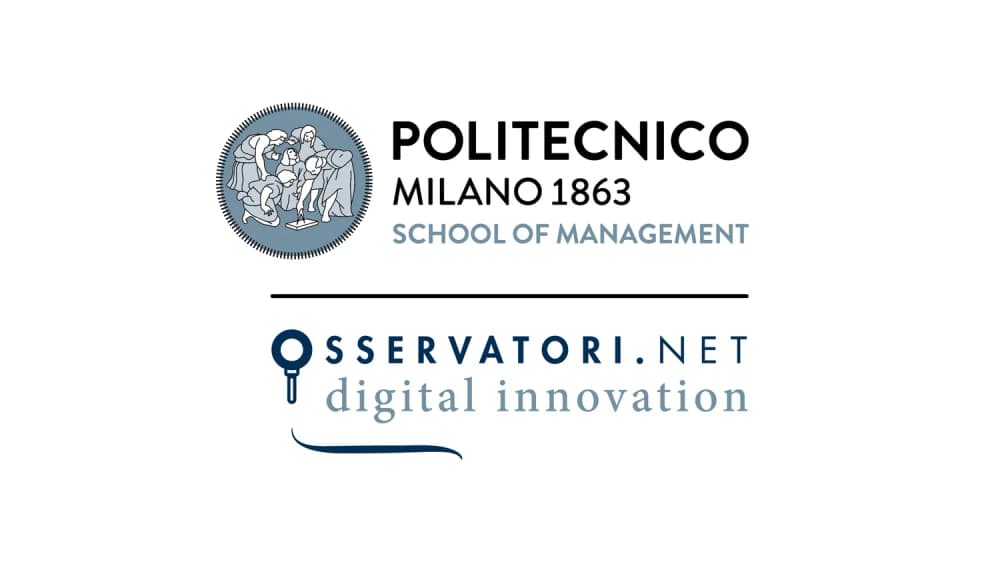 POLITECNICO
MILANO 1863
SCHOOL OF MANAGEMENT
OSSERVATORI.NET
digital innovation